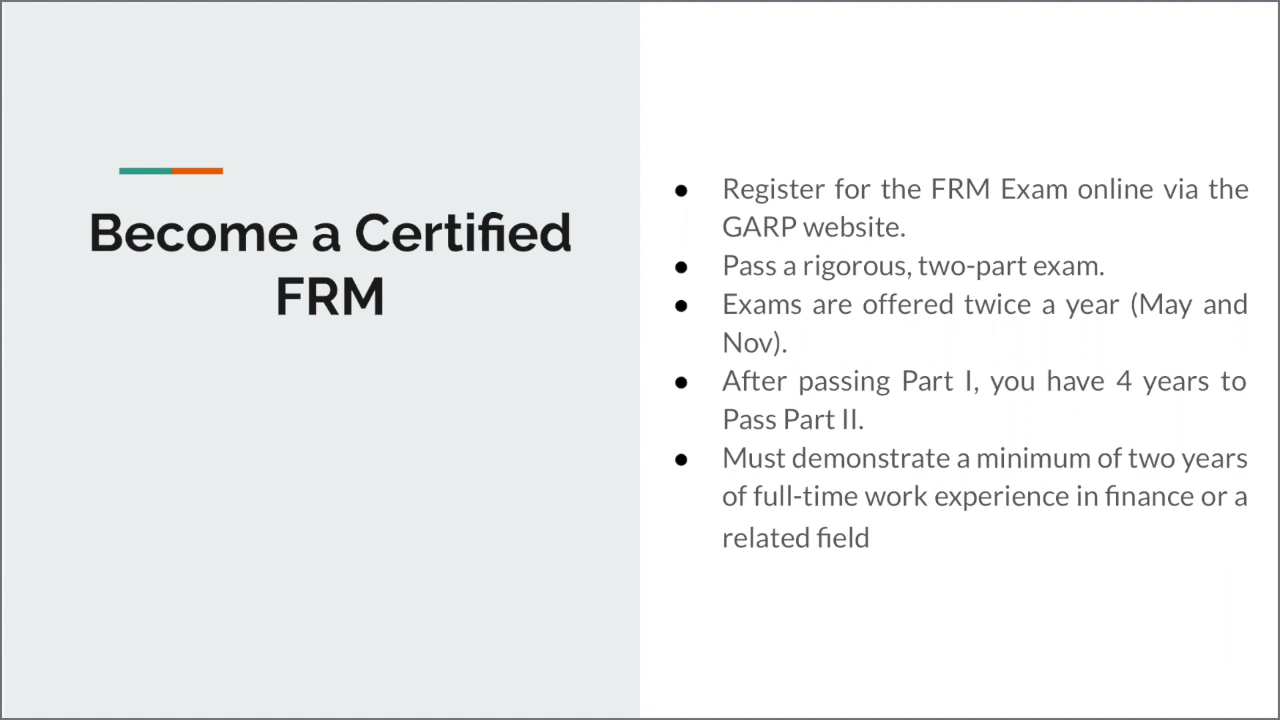 Become a Certified
FRM
● Register for the FRM Exam online via the
GARP website.
● Pass a rigorous, two-part exam.
● Exams are offered twice a year (May and
Nov).
● After passing Part I, you have 4 years to
Pass Part II.
● Must demonstrate a minimum of two years
of full-time work experience in finance or a
related field